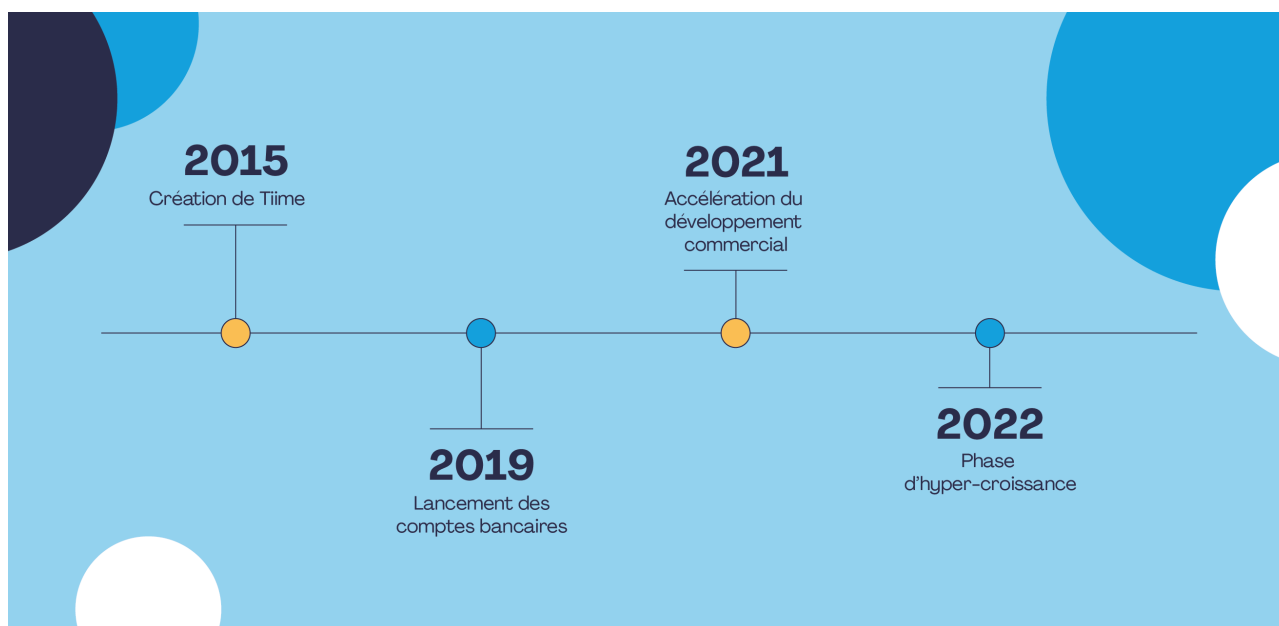 2015
Création de Tiime
2019
Lancement des
comptes bancaires
2021
Accélération du
développement
commercial
2022
Phase
d’hyper-croissance